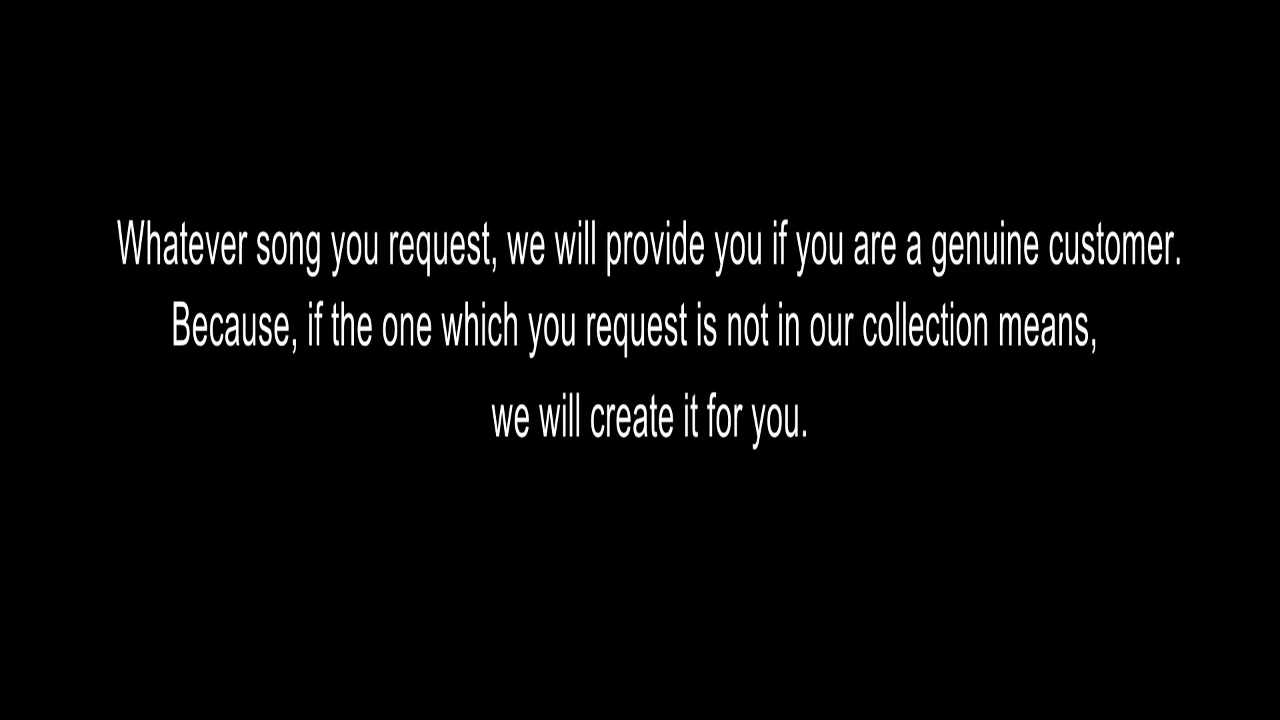 Whatever song you request, we will provide you if you are a genuine customer.
Because, if the one which you request is not in our collection means,
we will create it for you.